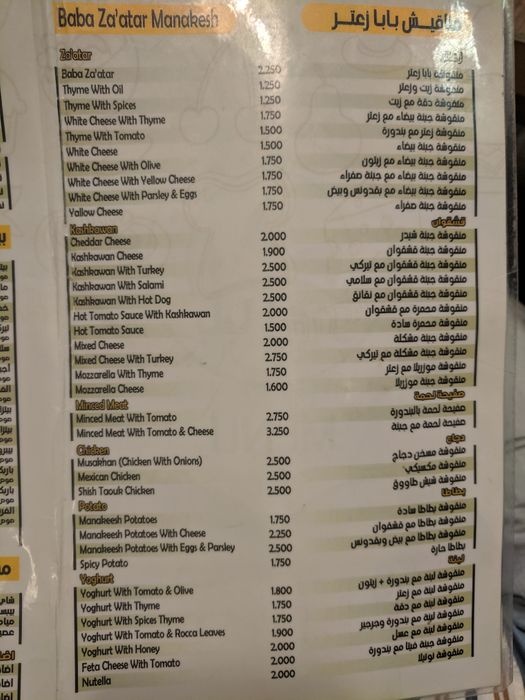 Baba Za'atar Manakesh مناقيش بابا زعتر
Za'atar زعتر
Baba Za'atar 2.250 منقوشة بابا زعتر
Thyme With Oil 1.250 منقوشة زيت وزعتر
Thyme With Spices 1.250 منقوشة دقة مع زيت
White Cheese With Thyme 1.750 منقوشة جبنة بيضاء مع زعتر
Thyme With Tomato 1.500 منقوشة زعتر مع بندورة
White Cheese 1.500 منقوشة جبنة بيضاء
White Cheese With Olive 1.750 منقوشة جبنة بيضاء مع زيتون
White Cheese With Yellow Cheese 1.750 منقوشة جبنة بيضاء مع جبنة صفراء
White Cheese With Parsley & Eggs 1.750 منقوشة جبنة بيضاء مع بقدونس وبيض
Yallow Cheese 1.750 منقوشة جبنة صفراء
Kashkawan قشقوان
Cheddar Cheese 2.000 منقوشة جبنة شيدر
Kashkawan Cheese 1.900 منقوشة جبنة قشقوان
Kashkawan With Turkey 2.500 منقوشة جبنة قشقوان مع تيركي
Kashkawan With Salami 2.500 منقوشة جبنة قشقوان مع سلامي
Kashkawan With Hot Dog 2.500 منقوشة جبنة قشقوان مع نقانق
Hot Tomato Sauce With Kashkawan 2.000 منقوشة محمرة مع قشقوان
Hot Tomato Sauce 1.500 منقوشة محمرة سادة
Mixed Cheese 2.000 منقوشة جبنة مشكلة
Mixed Cheese With Turkey 2.750 منقوشة جبنة مشكلة مع تيركي
Mozzarella With Thyme 1.750 منقوشة موزريلا مع زعتر
Mozzarella Cheese 1.600 منقوشة جبنة موزريلا
Minced Meat صفيحة لحمة
Minced Meat With Tomato 2.750 صفيحة لحمة بالبندورة
Minced Meat With Tomato & Cheese 3.250 صفيحة لحمة مع جبنة
Chicken دجاج
Musakhan (Chicken With Onions) 2.500 منقوشة مسخن دجاج
Mexican Chicken 2.500 منقوشة مكسيكي
Shish Taouk Chicken 2.500 منقوشة شيش طاووق
Potato بطاطا
Manakeesh Potatoes 1.750 منقوشة بطاطا سادة
Manakeesh Potatoes With Cheese 2.250 منقوشة بطاطا مع قشقوان
Manakeesh Potatoes With Eggs & Parsley 2.500 منقوشة بطاطا مع بيض وبقدونس
Spicy Potato 1.750 بطاطا حارة
Yoghurt لبنة
Yoghurt With Tomato & Olive 1.800 منقوشة لبنة مع بندورة + زيتون
Yoghurt With Thyme 1.750 منقوشة لبنة مع زعتر
Yoghurt With Spices Thyme 1.750 منقوشة لبنة مع دقة
Yoghurt With Tomato & Rocca Leaves 1.900 منقوشة لبنة مع بندورة وجرجير
Yoghurt With Honey 2.000 منقوشة لبنة مع عسل
Feta Cheese With Tomato 2.000 منقوشة جبنة فيتا مع بندورة
Nutella 2.000 منقوشة نوتيلا